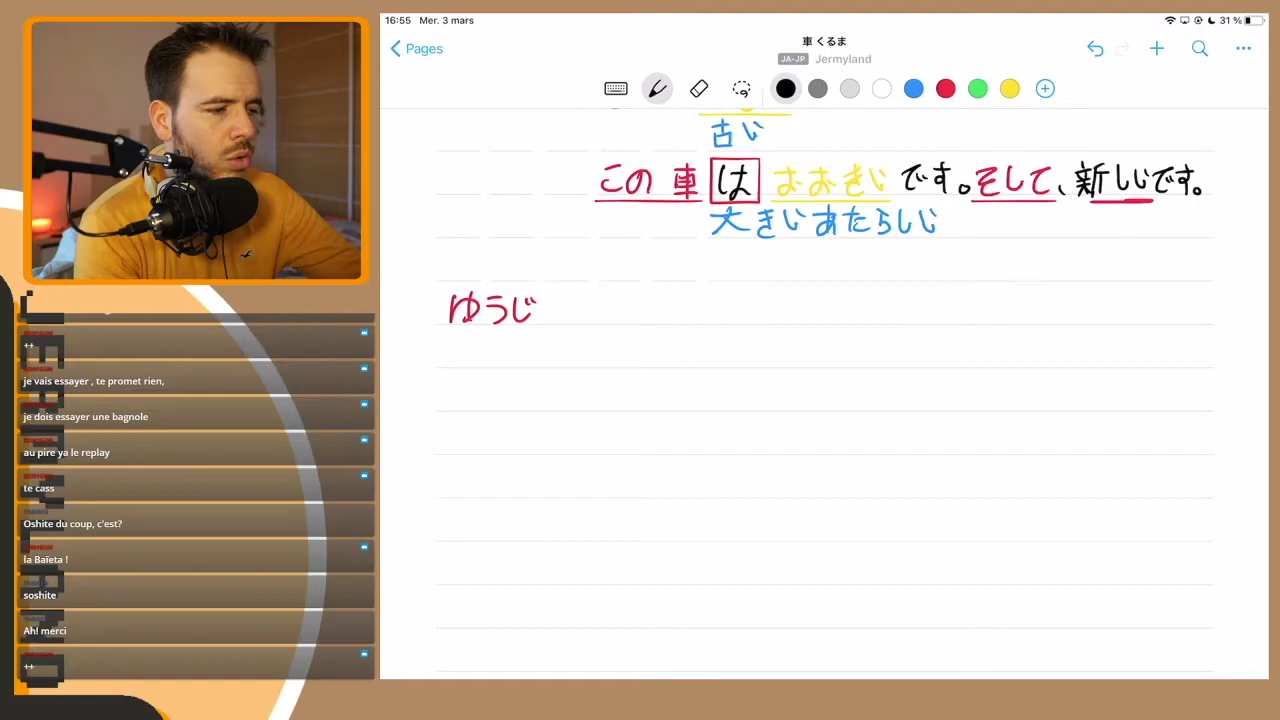 16:55 Mer. 3 mars
31 %
Pages
車 くるま
JA-JP Jermyland
古い
この 車 は おおきい です。そして、新しいです。
大きい あたらしい
ゆうじ
++
je vais essayer , te promet rien,
je dois essayer une bagnole
au pire ya le replay
te cass
Oshite du coup, c'est?
la Baïeta !
soshite
Ah! merci
++